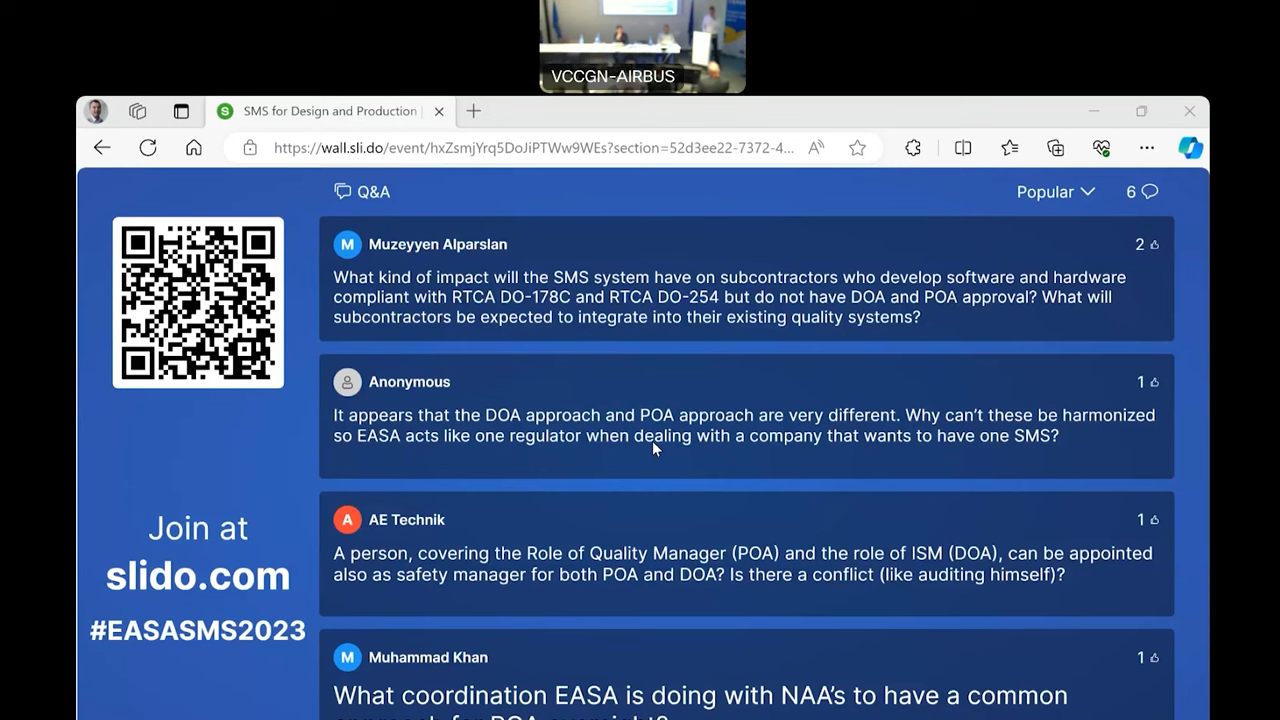 VCCGN-AIRBUS
SMS for Design and Production |
https://wall.sli.do/event/hxZsmjYrq5DoJiPTWw9WEs?section=52d3ee22-7372-4...
Q&A
Popular
6
M
Muzeyyen Alparslan
2
What kind of impact will the SMS system have on subcontractors who develop software and hardware
compliant with RTCA DO-178C and RTCA DO-254 but do not have DOA and POA approval? What will
subcontractors be expected to integrate into their existing quality systems?
Anonymous
1
It appears that the DOA approach and POA approach are very different. Why can't these be harmonized
so EASA acts like one regulator when dealing with a company that wants to have one SMS?
Join at
slido.com
#EASASMS2023
A
AE Technik
1
A person, covering the Role of Quality Manager (POA) and the role of ISM (DOA), can be appointed
also as safety manager for both POA and DOA? Is there a conflict (like auditing himself)?
M
Muhammad Khan
1
What coordination EASA is doing with NAA's to have a common